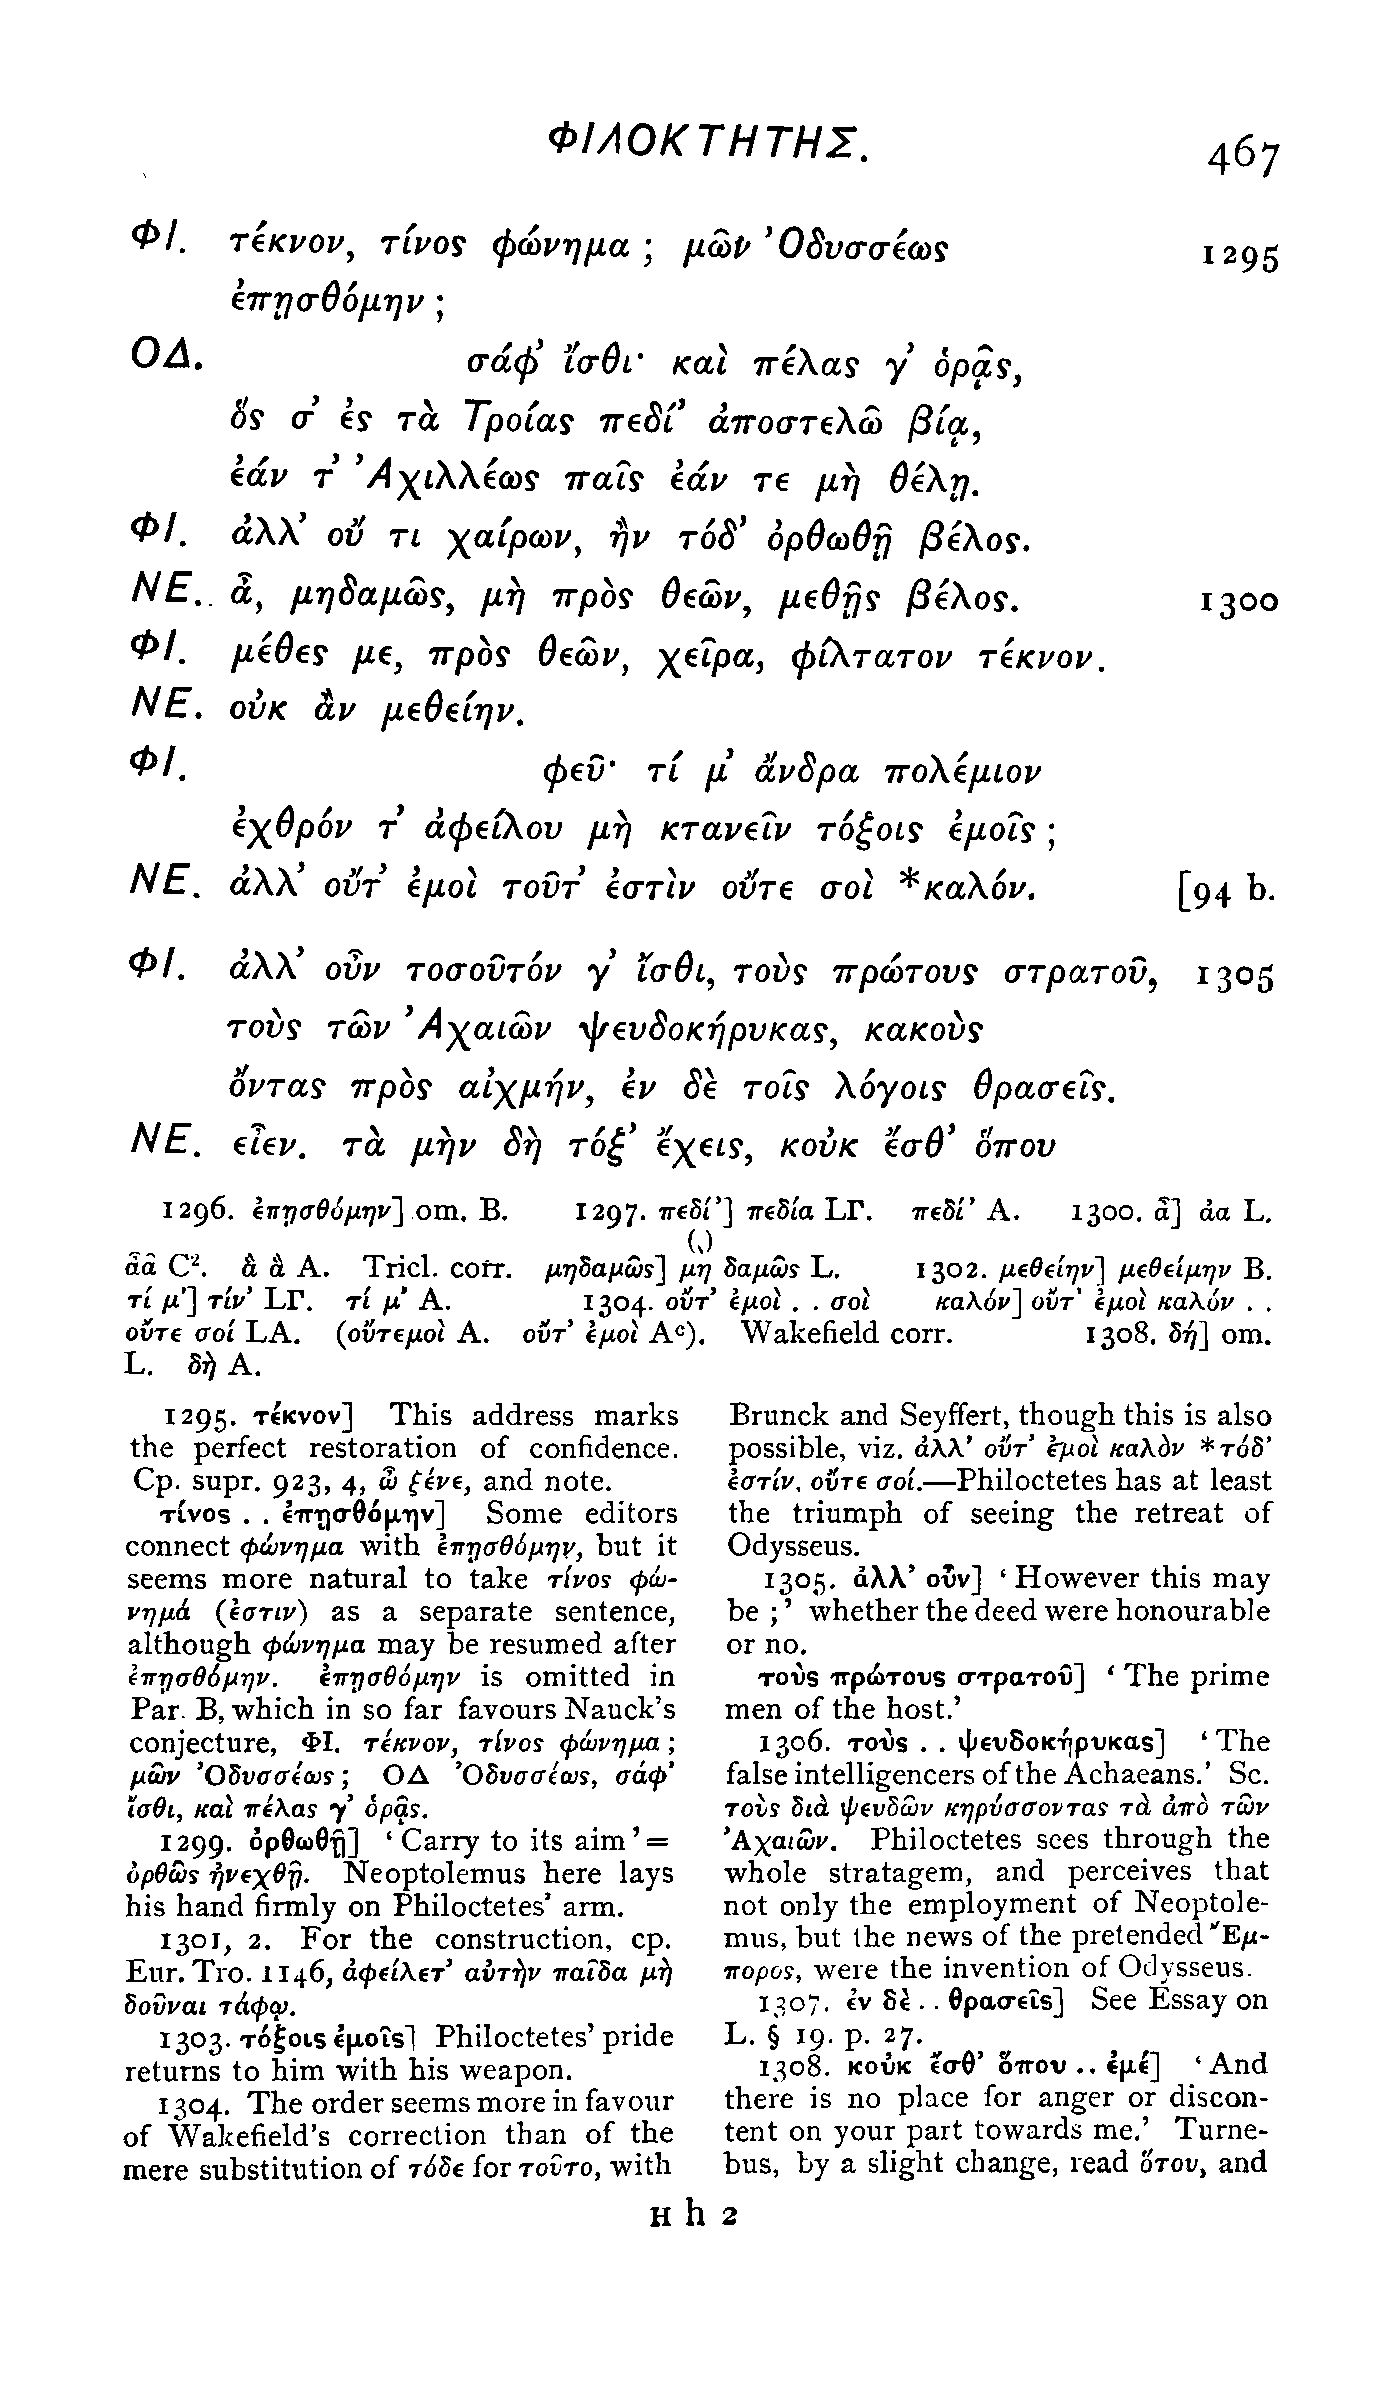 ΦΙΛΟΚΤΗΤΗΣ.
467
ΦΙ. τέκνον, τίνος φώνημα ; μῶν Ὀδυσσέως 1295
ἐπῃσθόμην ;
ΟΔ. σάφ᾽ ἴσθι· καὶ πέλας γ᾽ ὁρᾷς,
ὅς σ᾽ ἐς τὰ Τροίας πεδί᾽ ἀποστελῶ βίᾳ,
ἐάν τ᾽ Ἀχιλλέως παῖς ἐάν τε μὴ θέλῃ.
ΦΙ. ἀλλ᾽ οὔ τι χαίρων, ἢν τόδ᾽ ὀρθωθῇ βέλος.
ΝΕ. ἆ, μηδαμῶς, μὴ πρὸς θεῶν, μεθῇς βέλος. 1300
ΦΙ. μέθες με, πρὸς θεῶν, χεῖρα, φίλτατον τέκνον.
ΝΕ. οὐκ ἂν μεθείην.
ΦΙ. φεῦ· τί μ᾽ ἄνδρα πολέμιον
ἐχθρόν τ᾽ ἀφείλου μὴ κτανεῖν τόξοις ἐμοῖς ;
ΝΕ. ἀλλ᾽ οὔτ᾽ ἐμοὶ τοῦτ᾽ ἐστὶν οὔτε σοὶ *καλόν. [94 b.
ΦΙ. ἀλλ᾽ οὖν τοσοῦτόν γ᾽ ἴσθι, τοὺς πρώτους στρατοῦ, 1305
τοὺς τῶν Ἀχαιῶν ψευδοκήρυκας, κακοὺς
ὄντας πρὸς αἰχμήν, ἐν δὲ τοῖς λόγοις θρασεῖς.
ΝΕ. εἶεν. τὰ μὴν δὴ τόξ᾽ ἔχεις, κοὐκ ἔσθ᾽ ὅπου
1296. ἐπῃσθόμην] om. B. 1297. πεδί᾽] πεδία LΓ. πεδί᾽ A. 1300. ἆ] ἀα L.
ἆᾶ C². ἂ ἂ A. Tricl. corr. μηδαμῶς] μη(ὶ) δαμῶς L. 1302. μεθείην] μεθείμην B.
τί μ᾽] τίν᾽ LΓ. τί μ᾽ A. 1304. οὔτ᾽ ἐμοὶ . . σοὶ καλόν] οὔτ᾽ ἐμοὶ καλόν . .
οὔτε σοί LA. (οὔτεμοὶ A. οὔτ᾽ ἐμοὶ Aᶜ). Wakefield corr. 1308. δή] om.
L. δὴ A.
1295. τέκνον] This address marks
the perfect restoration of confidence.
Cp. supr. 923, 4, ὦ ξένε, and note.
τίνος . . ἐπῃσθόμην] Some editors
connect φώνημα with ἐπῃσθόμην, but it
seems more natural to take τίνος φώ-
νημά (ἐστιν) as a separate sentence,
although φώνημα may be resumed after
ἐπῃσθόμην. ἐπῃσθόμην is omitted in
Par. B, which in so far favours Nauck's
conjecture, ΦΙ. τέκνον, τίνος φώνημα ;
μῶν Ὀδυσσέως ; ΟΔ Ὀδυσσέως, σάφ᾽
ἴσθι, καὶ πέλας γ᾽ ὁρᾷς.
1299. ὀρθωθῇ] 'Carry to its aim' =
ὀρθῶς ἠνεχθῇ. Neoptolemus here lays
his hand firmly on Philoctetes' arm.
1301, 2. For the construction, cp.
Eur. Tro. 1146, ἀφείλετ᾽ αὐτὴν παῖδα μὴ
δοῦναι τάφῳ.
1303. τόξοις ἐμοῖς] Philoctetes' pride
returns to him with his weapon.
1304. The order seems more in favour
of Wakefield's correction than of the
mere substitution of τόδε for τοῦτο, with
Brunck and Seyffert, though this is also
possible, viz. ἀλλ᾽ οὔτ᾽ ἐμοὶ καλὸν *τόδ᾽
ἐστίν, οὔτε σοί.—Philoctetes has at least
the triumph of seeing the retreat of
Odysseus.
1305. ἀλλ᾽ οὖν] 'However this may
be ;' whether the deed were honourable
or no.
τοὺς πρώτους στρατοῦ] 'The prime
men of the host.'
1306. τοὺς . . ψευδοκήρυκας] 'The
false intelligencers of the Achaeans.' Sc.
τοὺς διὰ ψευδῶν κηρύσσοντας τὰ ἀπὸ τῶν
Ἀχαιῶν. Philoctetes sees through the
whole stratagem, and perceives that
not only the employment of Neoptole-
mus, but the news of the pretended Ἔμ-
πορος, were the invention of Odysseus.
1307. ἐν δὲ . . θρασεῖς] See Essay on
L. § 19. p. 27.
1308. κοὐκ ἔσθ᾽ ὅπου . . ἐμέ] 'And
there is no place for anger or discon-
tent on your part towards me.' Turne-
bus, by a slight change, read ὅτου, and
H h 2